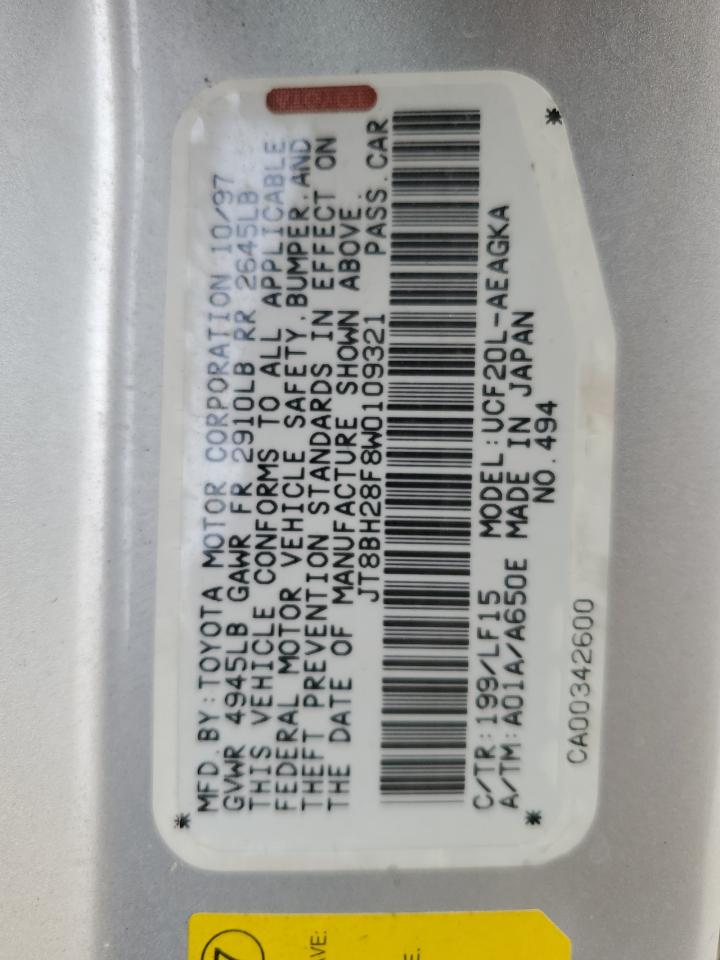 MFD.BY:TOYOTA MOTOR CORPORATION 10/97
GVWR 4945LB GAWR FR 2910LB RR 2645LB
THIS VEHICLE CONFORMS TO ALL APPLICABLE
FEDERAL MOTOR VEHICLE SAFETY,BUMPER,AND
THEFT PREVENTION STANDARDS IN EFFECT ON
THE DATE OF MANUFACTURE SHOWN ABOVE.
JT8BH28F8W0109321 PASS.CAR
C/TR:199/LF15 MODEL:UCF20L-AEAGKA
A/TM:A01A/A650E MADE IN JAPAN
NO.494
CA00342600